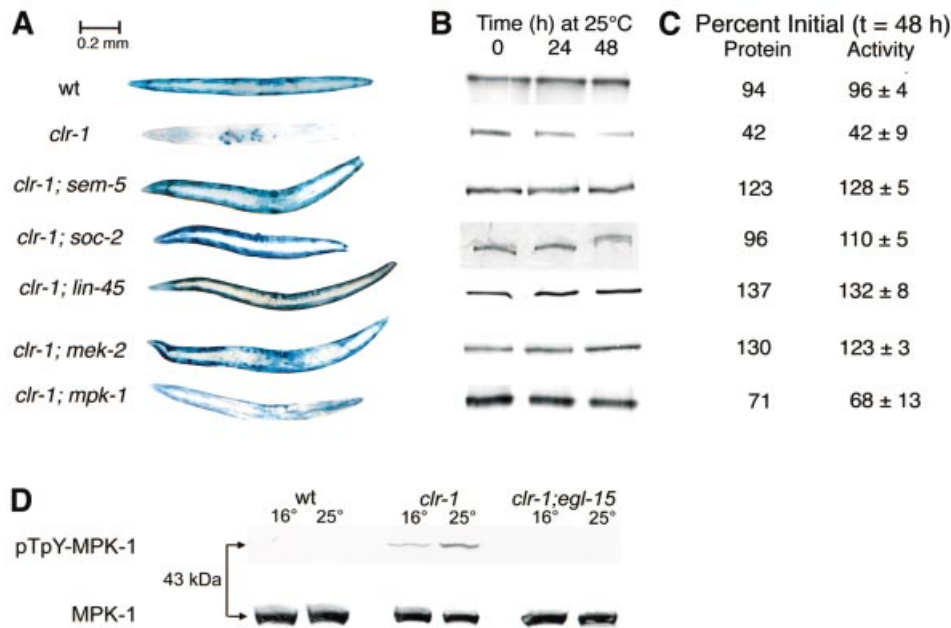 A
0.2 mm
wt
clr-1
clr-1; sem-5
clr-1; soc-2
clr-1; lin-45
clr-1; mek-2
clr-1; mpk-1
B
Time (h) at 25°C
0 24 48
C Percent Initial (t = 48 h)
Protein Activity
94 96 ± 4
42 42 ± 9
123 128 ± 5
96 110 ± 5
137 132 ± 8
130 123 ± 3
71 68 ± 13
D
wt clr-1 clr-1;egl-15
16° 25° 16° 25° 16° 25°
pTpY-MPK-1
43 kDa
MPK-1